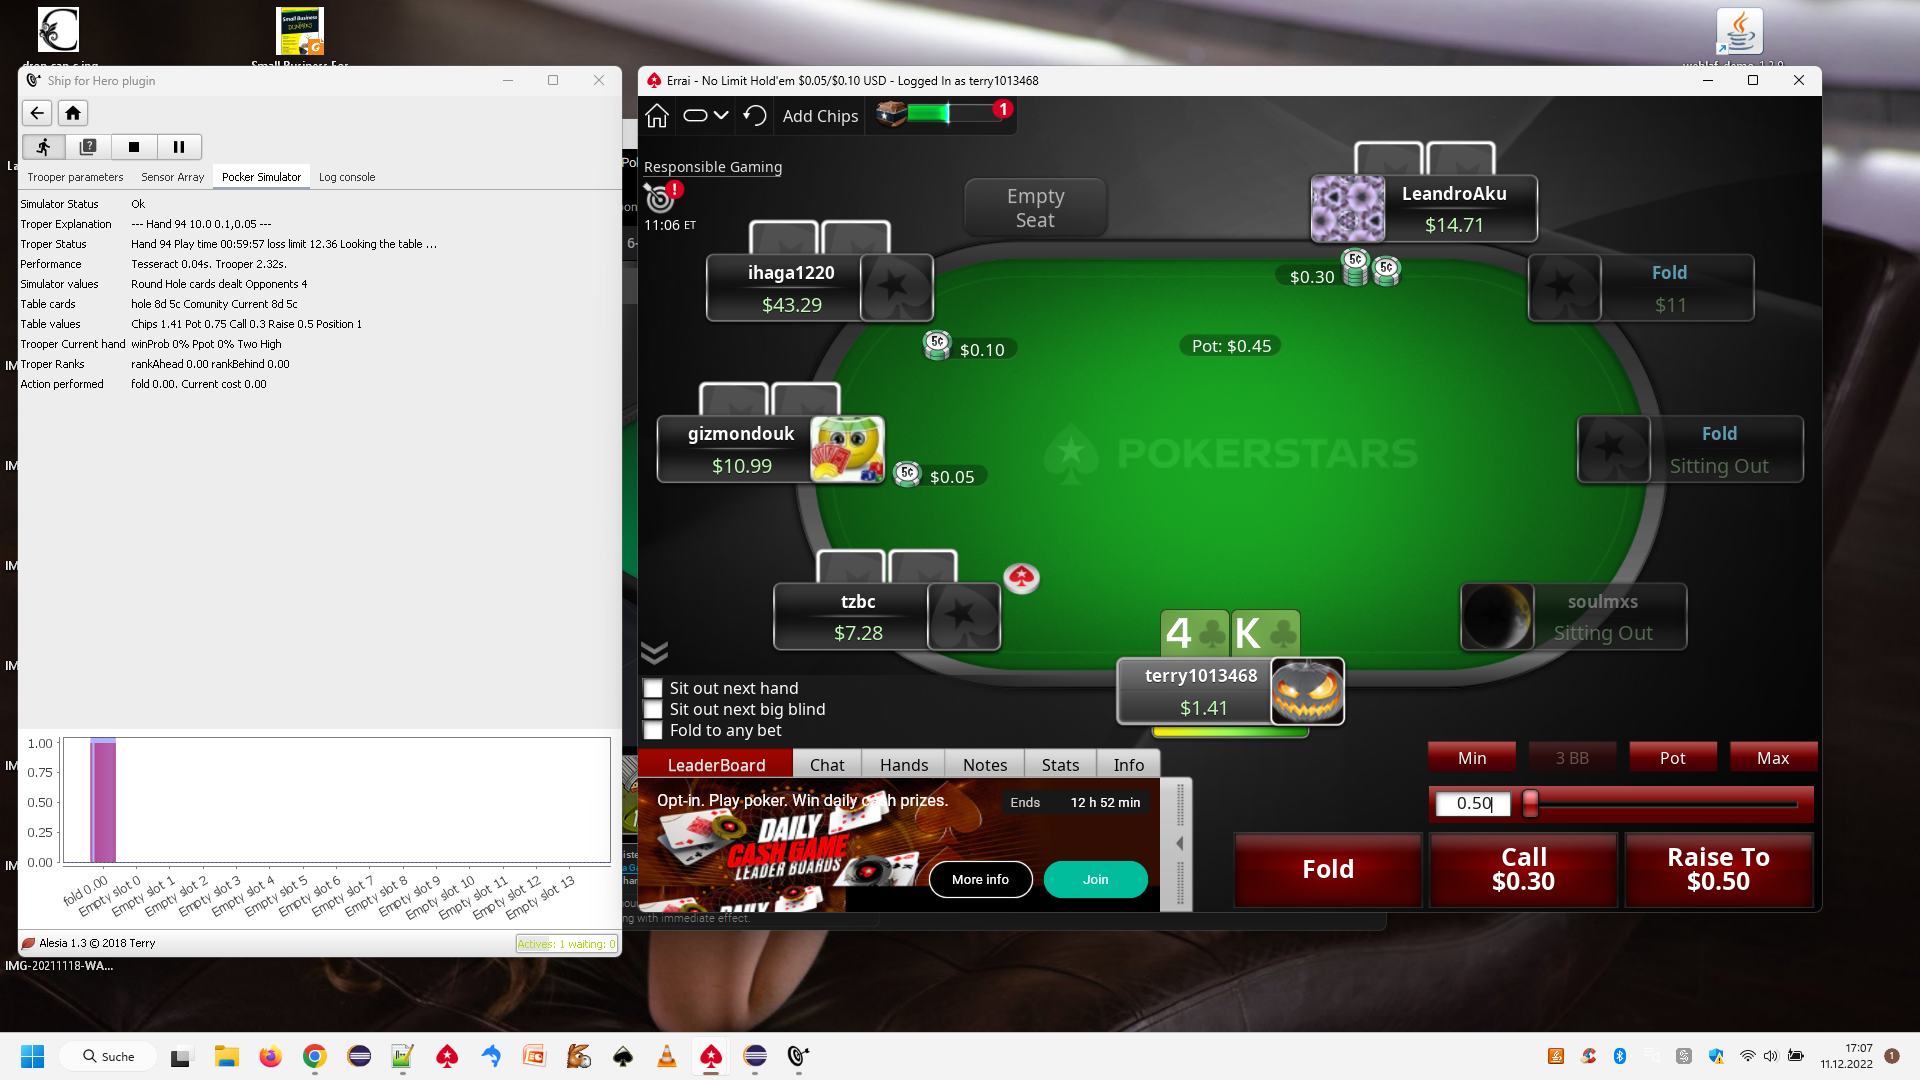 Small Business For
Ship for Hero plugin
Trooper parameters
Sensor Array
Pocker Simulator
Log console
Simulator Status Ok
Troper Explanation --- Hand 94 10.0 0.1,0.05 ---
Troper Status Hand 94 Play time 00:59:57 loss limit 12.36 Looking the table ...
Performance Tesseract 0.04s. Trooper 2.32s.
Simulator values Round Hole cards dealt Opponents 4
Table cards hole 8d 5c Comunity Current 8d 5c
Table values Chips 1.41 Pot 0.75 Call 0.3 Raise 0.5 Position 1
Trooper Current hand winProb 0% Ppot 0% Two High
Troper Ranks rankAhead 0.00 rankBehind 0.00
Action performed fold 0.00. Current cost 0.00
1.00
0.75
0.50
0.25
0.00
fold 0.00
Empty slot 0
Empty slot 1
Empty slot 2
Empty slot 3
Empty slot 4
Empty slot 5
Empty slot 6
Empty slot 7
Empty slot 8
Empty slot 9
Empty slot 10
Empty slot 11
Empty slot 12
Empty slot 13
Alesia 1.3 © 2018 Terry
Actives: 1 waiting: 0
IMG-20211118-WA...
Errai - No Limit Hold'em $0.05/$0.10 USD - Logged In as terry1013468
Add Chips
1
Responsible Gaming
11:06 ET
Empty
Seat
LeandroAku
$14.71
ihaga1220
$43.29
Fold
$11
$0.30
5¢
5¢
5¢
$0.10
Pot: $0.45
gizmondouk
$10.99
5¢
$0.05
POKERSTARS
Fold
Sitting Out
tzbc
$7.28
soulmxs
Sitting Out
4 K
terry1013468
$1.41
Sit out next hand
Sit out next big blind
Fold to any bet
LeaderBoard
Chat
Hands
Notes
Stats
Info
Opt-in. Play poker. Win daily cash prizes.
Ends 12 h 52 min
DAILY
CASH GAME
LEADER BOARDS
More info
Join
ng with immediate effect.
Min
3 BB
Pot
Max
0.50
Fold
Call
$0.30
Raise To
$0.50
Suche
17:07
11.12.2022
1